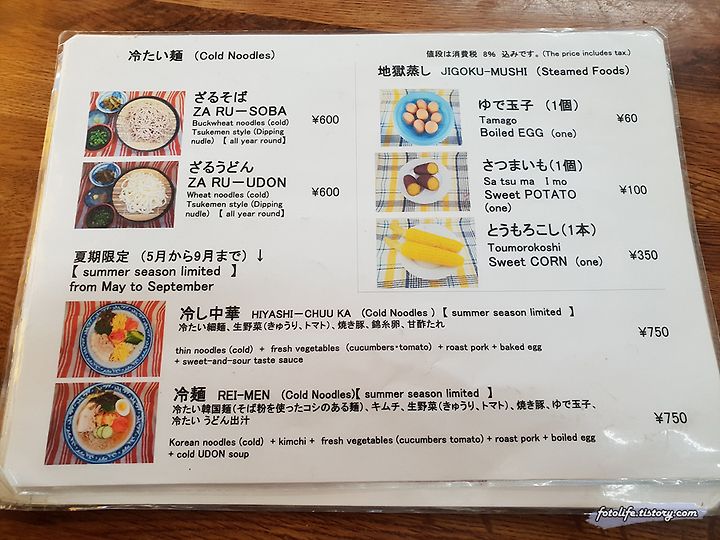 冷たい麺 (Cold Noodles)
ざるそば
ZA RU－SOBA
Buckwheat noodles (cold)
Tsukemen style (Dipping
nudle) 【 all year round】
¥600
ざるうどん
ZA RU－UDON
Wheat noodles (cold)
Tsukemen style (Dipping
nudle) 【 all year round】
¥600
夏期限定 (5月から9月まで) ↓
【 summer season limited 】
from May to September
値段は消費税 8% 込みです。(The price includes tax.)
地獄蒸し JIGOKU-MUSHI (Steamed Foods)
ゆで玉子 (1個)
Tamago
Boiled EGG (one)
¥60
さつまいも(1個)
Sa tsu ma I mo
Sweet POTATO
(one)
¥100
とうもろこし(1本)
Toumorokoshi
Sweet CORN (one)
¥350
冷し中華 HIYASHI－CHUU KA (Cold Noodles ) 【 summer season limited 】
冷たい細麺、生野菜(きゅうり、トマト)、焼き豚、錦糸卵、甘酢たれ
¥750
thin noodles (cold) + fresh vegetables (cucumbers・tomato) + roast pork + baked egg
+ sweet-and-sour taste sauce
冷麺 REI-MEN (Cold Noodles)【 summer season limited 】
冷たい韓国麺(そば粉を使ったコシのある麺)、キムチ、生野菜(きゅうり、トマト)、焼き豚、ゆで玉子、
冷たい うどん出汁
¥750
Korean noodles (cold) + kimchi + fresh vegetables (cucumbers tomato) + roast pork + boiled egg
+ cold UDON soup
fotolife.tistory.com